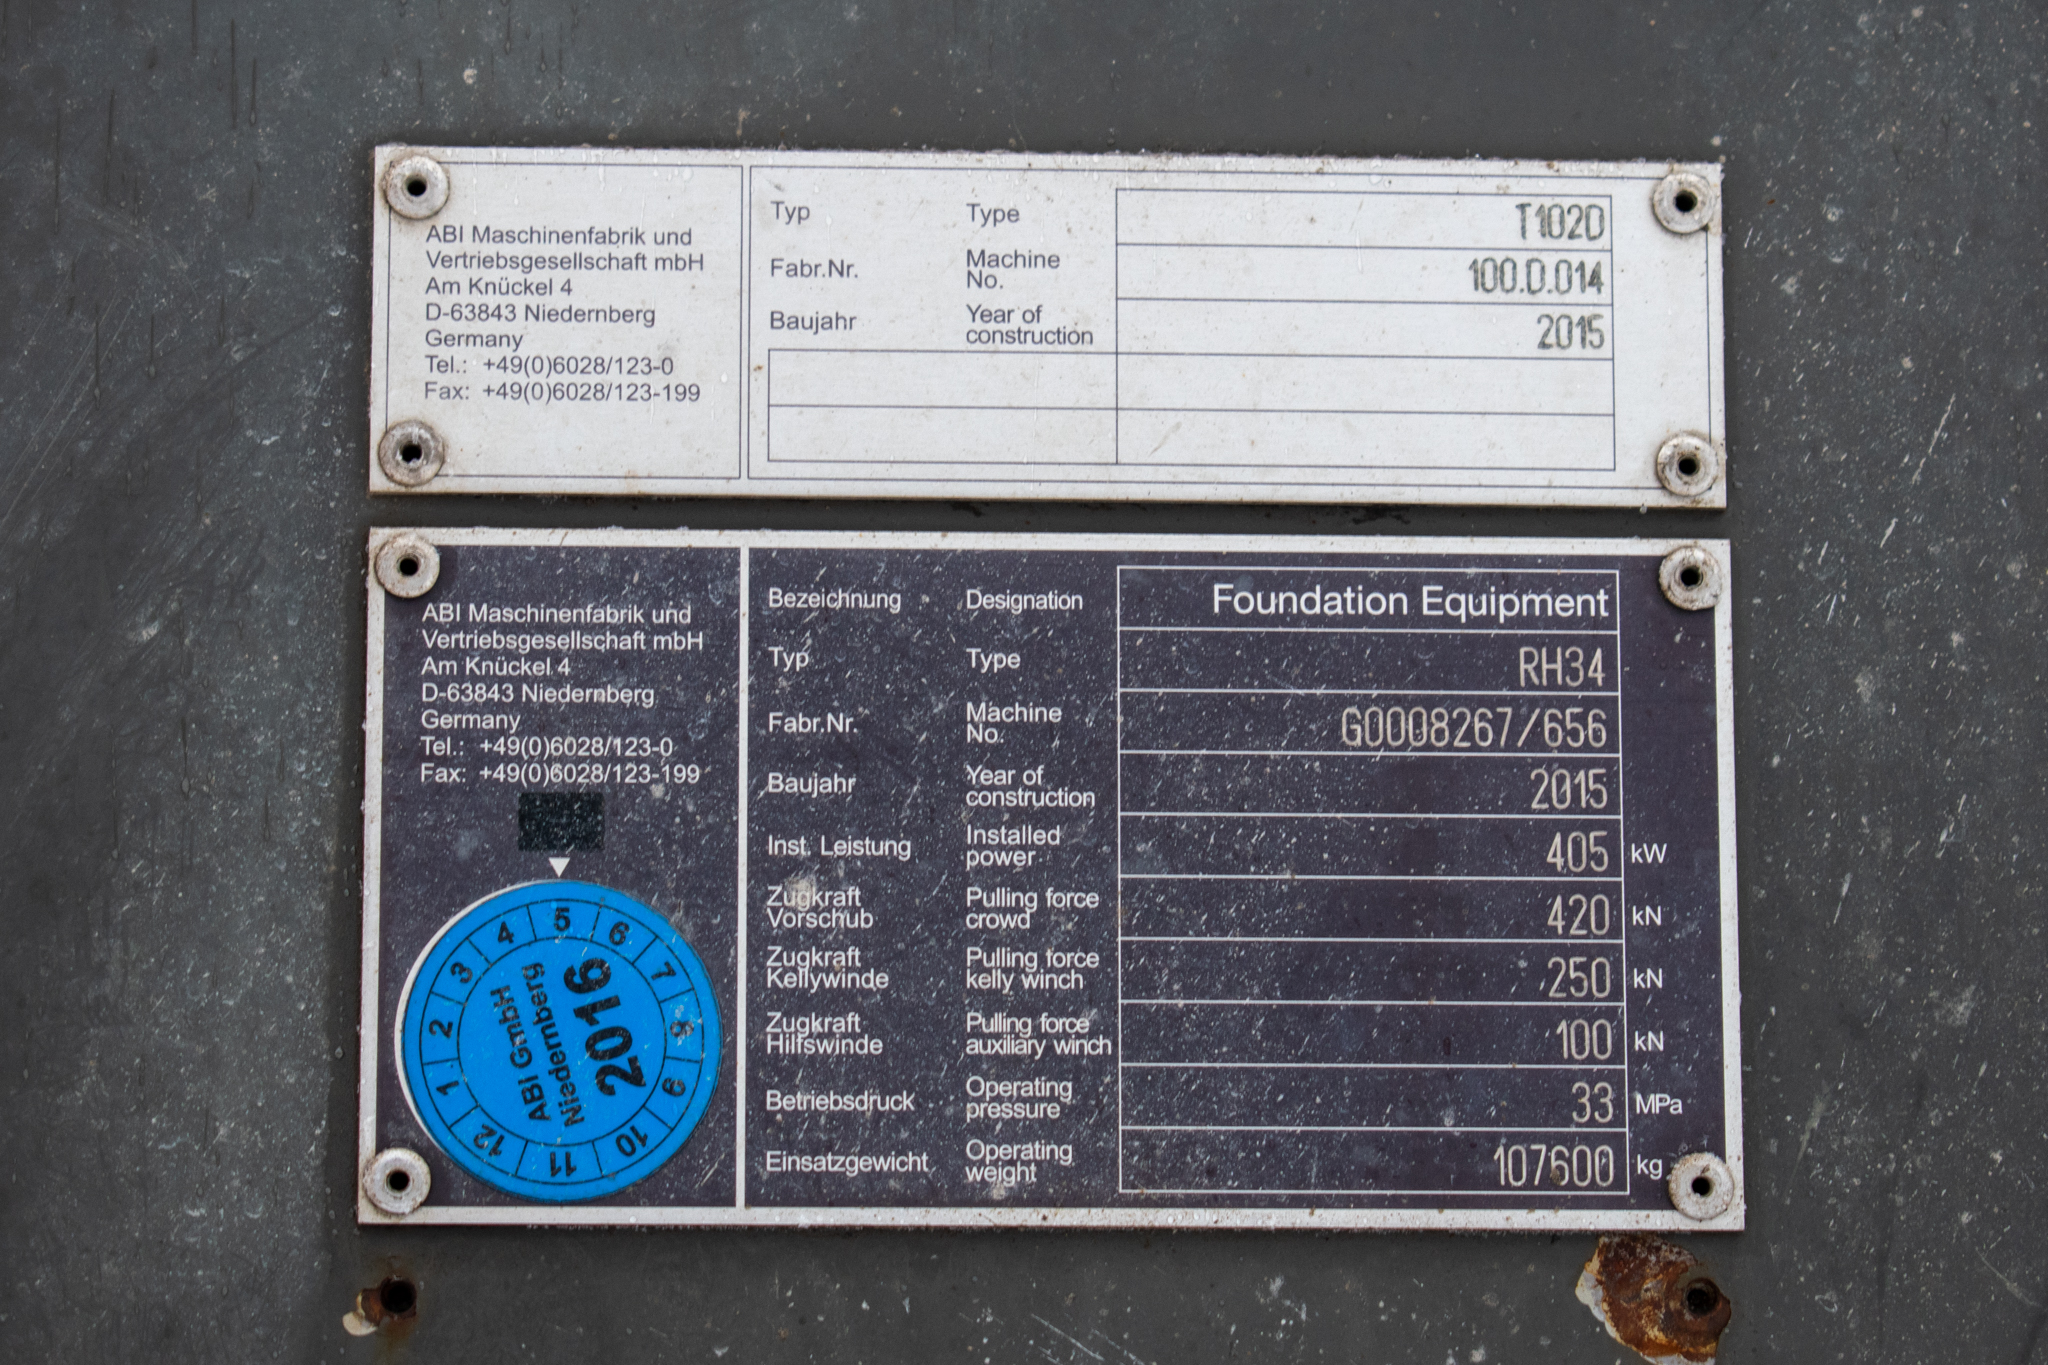 ABI Maschinenfabrik und
Vertriebsgesellschaft mbH
Am Knückel 4
D-63843 Niedernberg
Germany
Tel.: +49(0)6028/123-0
Fax: +49(0)6028/123-199
Typ Type T102D
Fabr.Nr. Machine No. 100.D.014
Baujahr Year of construction 2015
ABI Maschinenfabrik und
Vertriebsgesellschaft mbH
Am Knückel 4
D-63843 Niedernberg
Germany
Tel.: +49(0)6028/123-0
Fax: +49(0)6028/123-199
1 2 3 4 5 6 7 8 9 10 11 12
ABI GmbH
Niedernberg
2016
Bezeichnung Designation Foundation Equipment
Typ Type RH34
Fabr.Nr. Machine No. G0008267/656
Baujahr Year of construction 2015
Inst. Leistung Installed power 405 kW
Zugkraft Vorschub Pulling force crowd 420 kN
Zugkraft Kellywinde Pulling force kelly winch 250 kN
Zugkraft Hilfswinde Pulling force auxiliary winch 100 kN
Betriebsdruck Operating pressure 33 MPa
Einsatzgewicht Operating weight 107600 kg